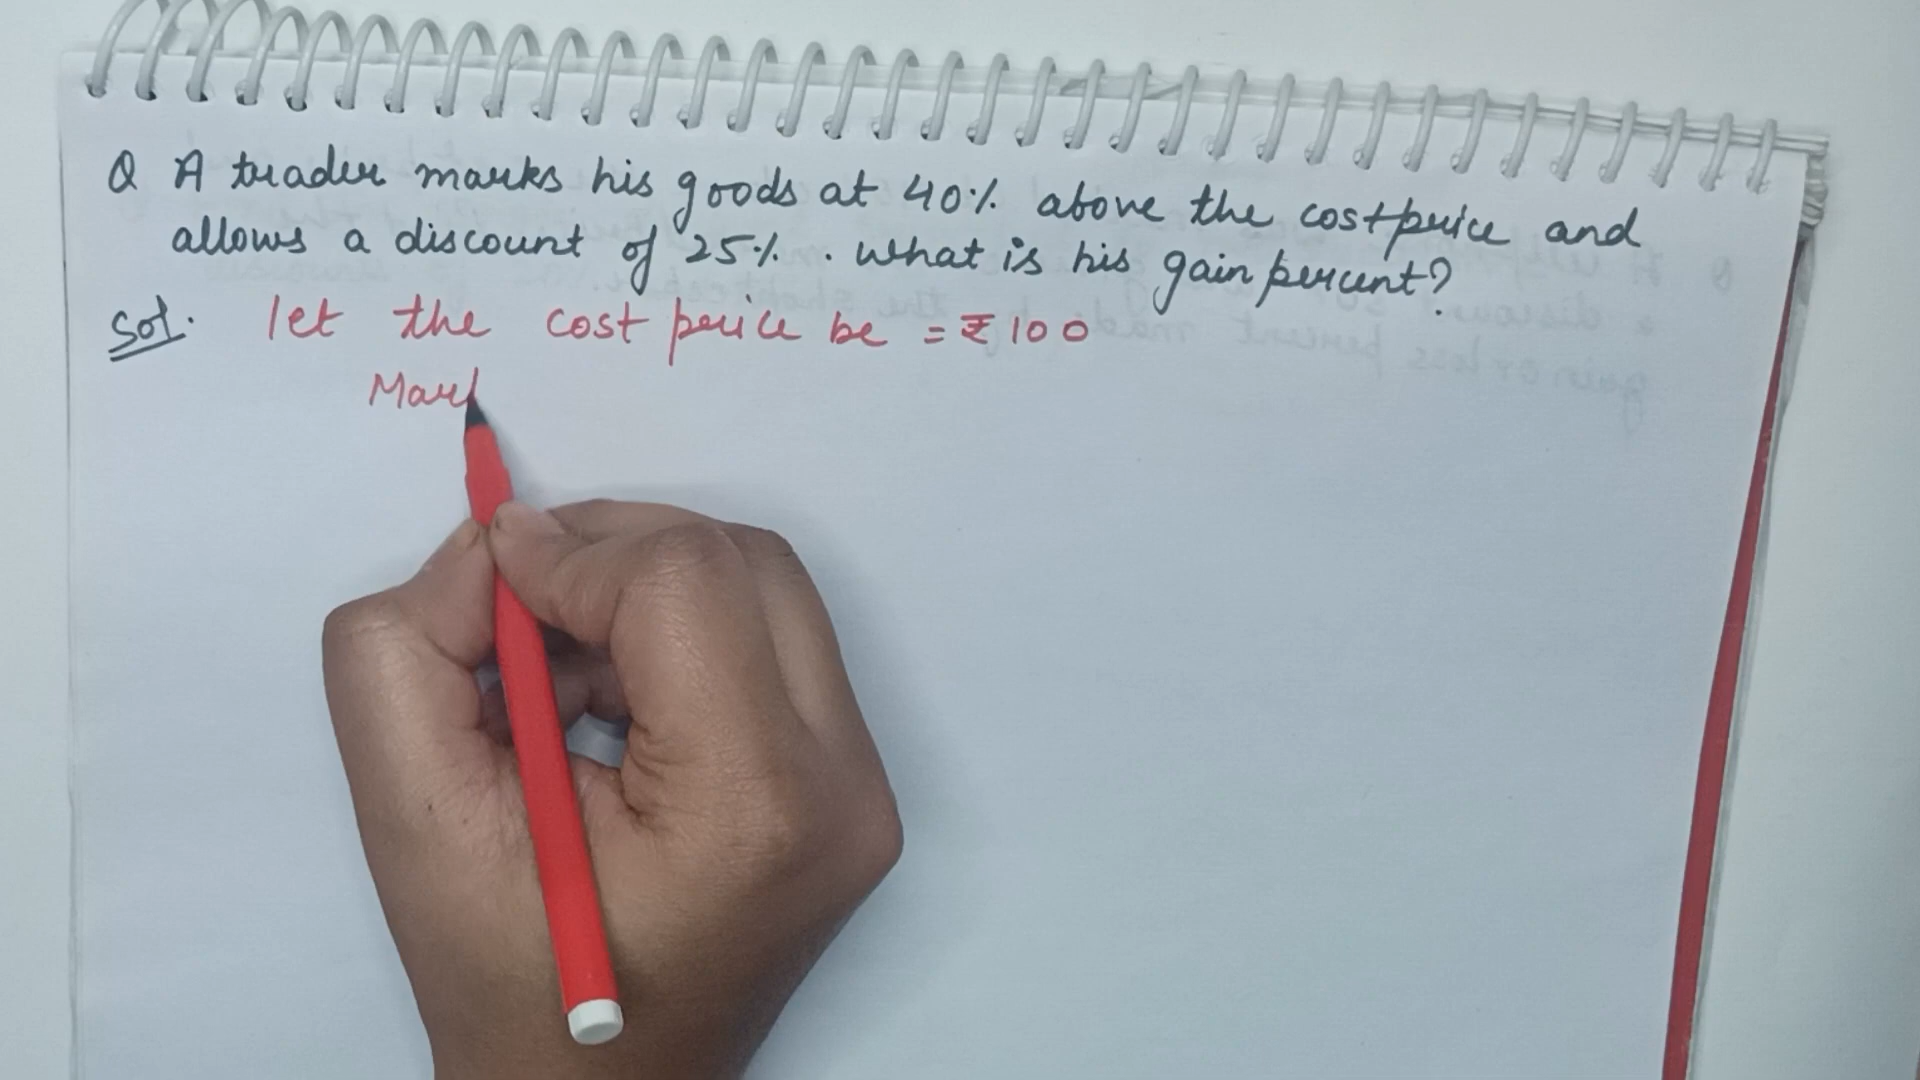 Q A trader marks his goods at 40% above the cost price and
allows a discount of 25%. What is his gain percent?
Sol. let the cost price be = ₹100
Mark